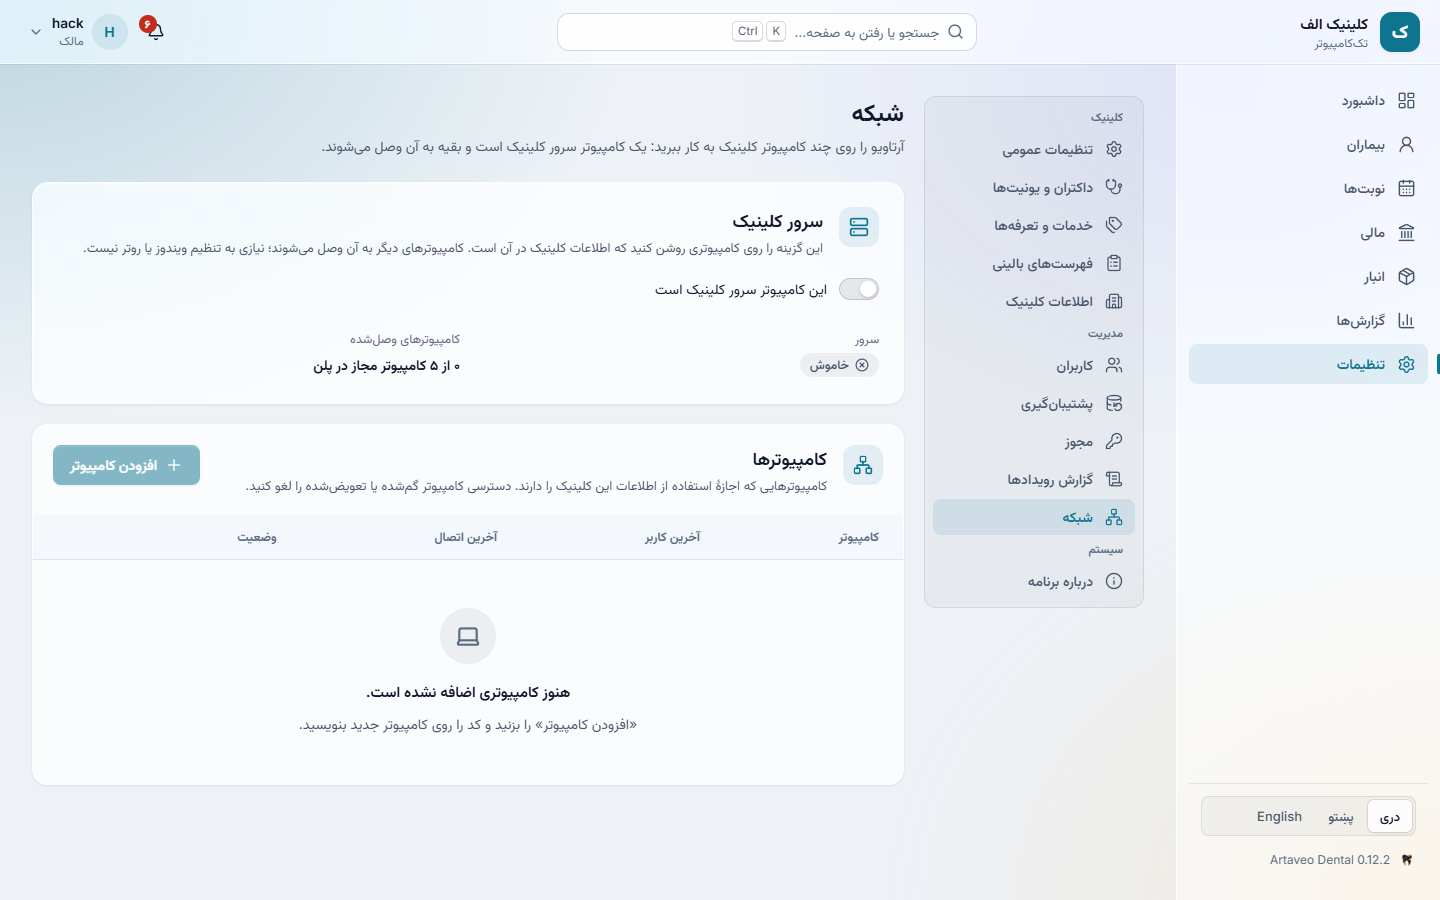 کلینیک الف
تک‌کامپیوتر
ک
جستجو یا رفتن به صفحه...
Ctrl K
۶
H
hack
مالک
داشبورد
بیماران
نوبت‌ها
مالی
انبار
گزارش‌ها
تنظیمات
دری
پښتو
English
Artaveo Dental 0.12.2
کلینیک
تنظیمات عمومی
داکتران و یونیت‌ها
خدمات و تعرفه‌ها
فهرست‌های بالینی
اطلاعات کلینیک
مدیریت
کاربران
پشتیبان‌گیری
مجوز
گزارش رویدادها
شبکه
سیستم
درباره برنامه
شبکه
آرتاویو را روی چند کامپیوتر کلینیک به کار ببرید: یک کامپیوتر سرور کلینیک است و بقیه به آن وصل می‌شوند.
سرور کلینیک
این گزینه را روی کامپیوتری روشن کنید که اطلاعات کلینیک در آن است. کامپیوترهای دیگر به آن وصل می‌شوند؛ نیازی به تنظیم ویندوز یا روتر نیست.
این کامپیوتر سرور کلینیک است
سرور
خاموش
کامپیوترهای وصل‌شده
۰ از ۵ کامپیوتر مجاز در پلن
کامپیوترها
کامپیوترهایی که اجازهٔ استفاده از اطلاعات این کلینیک را دارند. دسترسی کامپیوتر گم‌شده یا تعویض‌شده را لغو کنید.
افزودن کامپیوتر
کامپیوتر
آخرین کاربر
آخرین اتصال
وضعیت
هنوز کامپیوتری اضافه نشده است.
«افزودن کامپیوتر» را بزنید و کد را روی کامپیوتر جدید بنویسید.